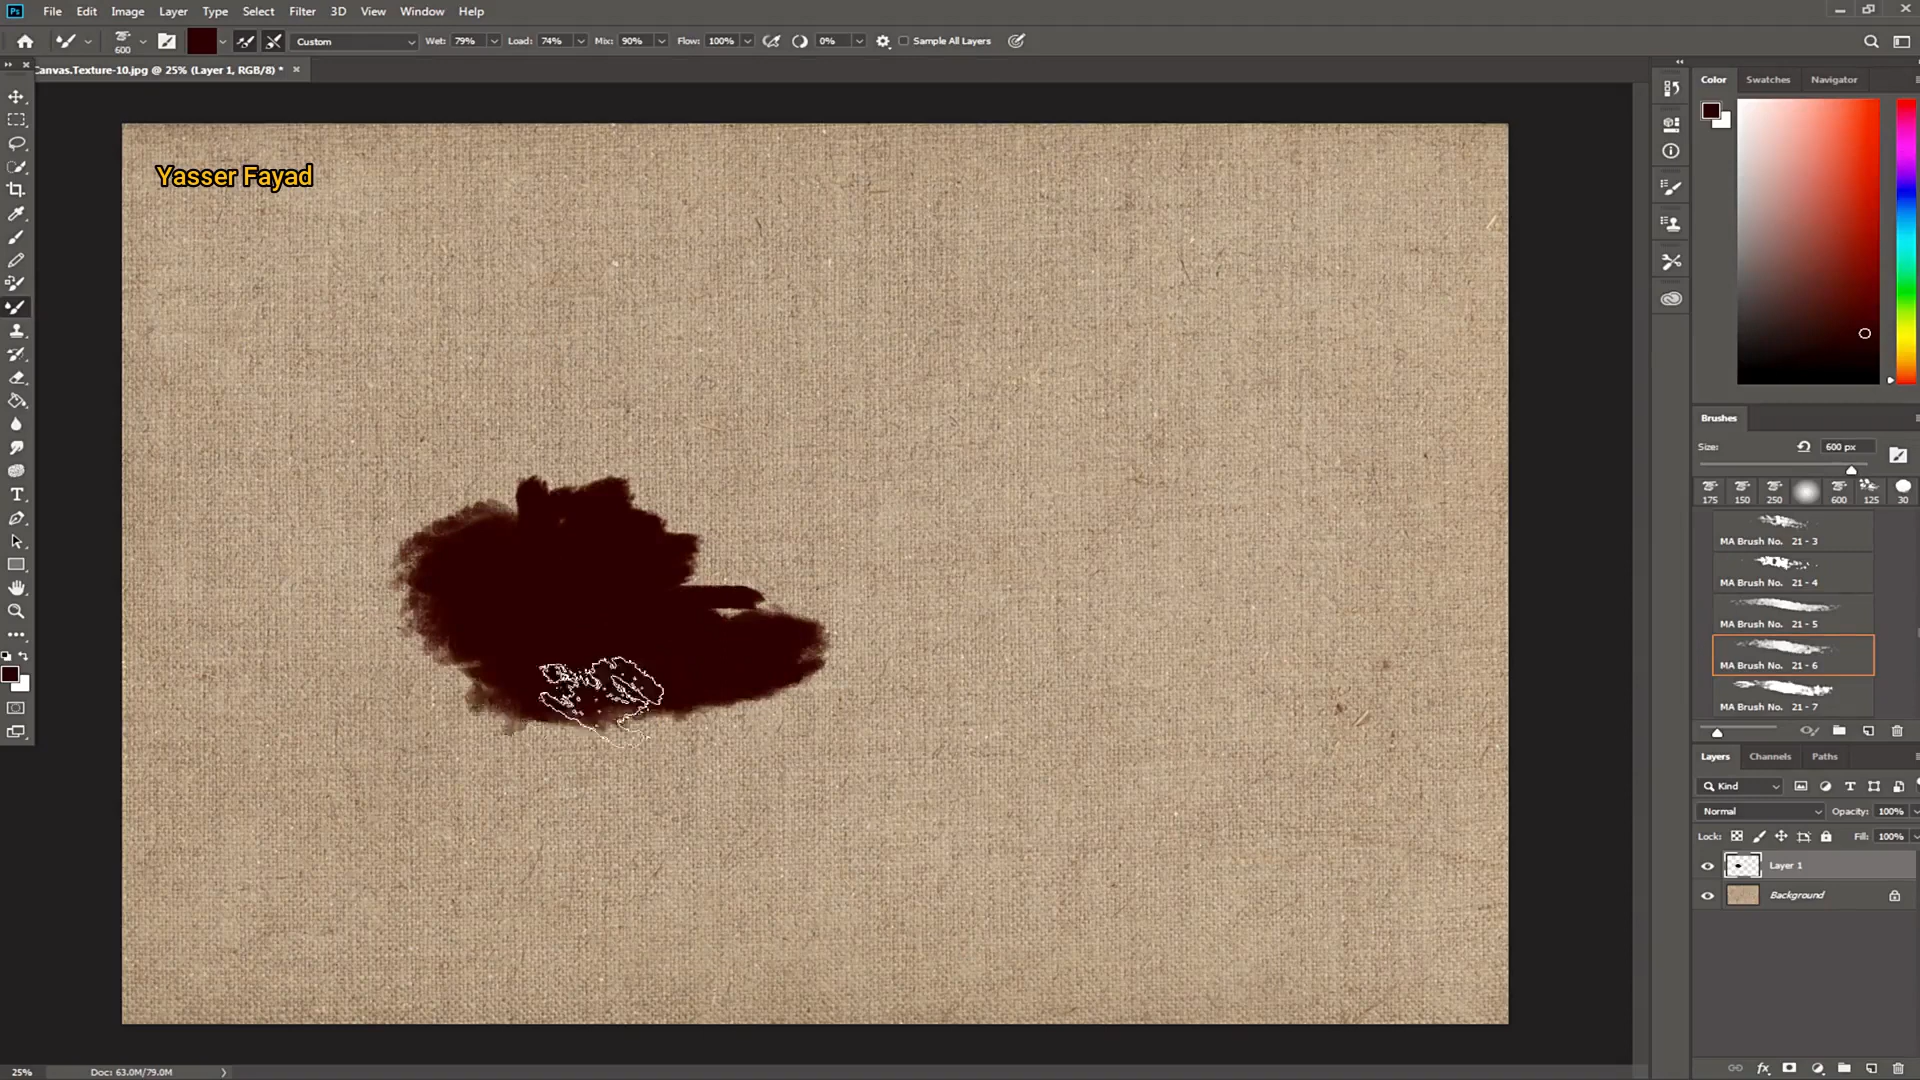 Ps File Edit Image Layer Type Select Filter 3D View Window Help
600 Custom Wet: 79% Load: 74% Mix: 90% Flow: 100% 0% Sample All Layers
Canvas.Texture-10.jpg @ 25% (Layer 1, RGB/8) *
Yasser Fayad
Color Swatches Navigator
Brushes
Size: 600 px
175 150 250 600 125 30
MA Brush No. 21 - 3
MA Brush No. 21 - 4
MA Brush No. 21 - 5
MA Brush No. 21 - 6
MA Brush No. 21 - 7
Layers Channels Paths
Kind
Normal Opacity: 100%
Lock: Fill: 100%
Layer 1
Background
fx
25% Doc: 63.0M/79.0M